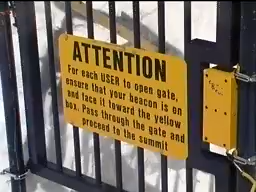 ATTENTION
For each USER to open gate,
ensure that your beacon is on
and face it toward the yellow
box. Pass through the gate and
proceed to the summit